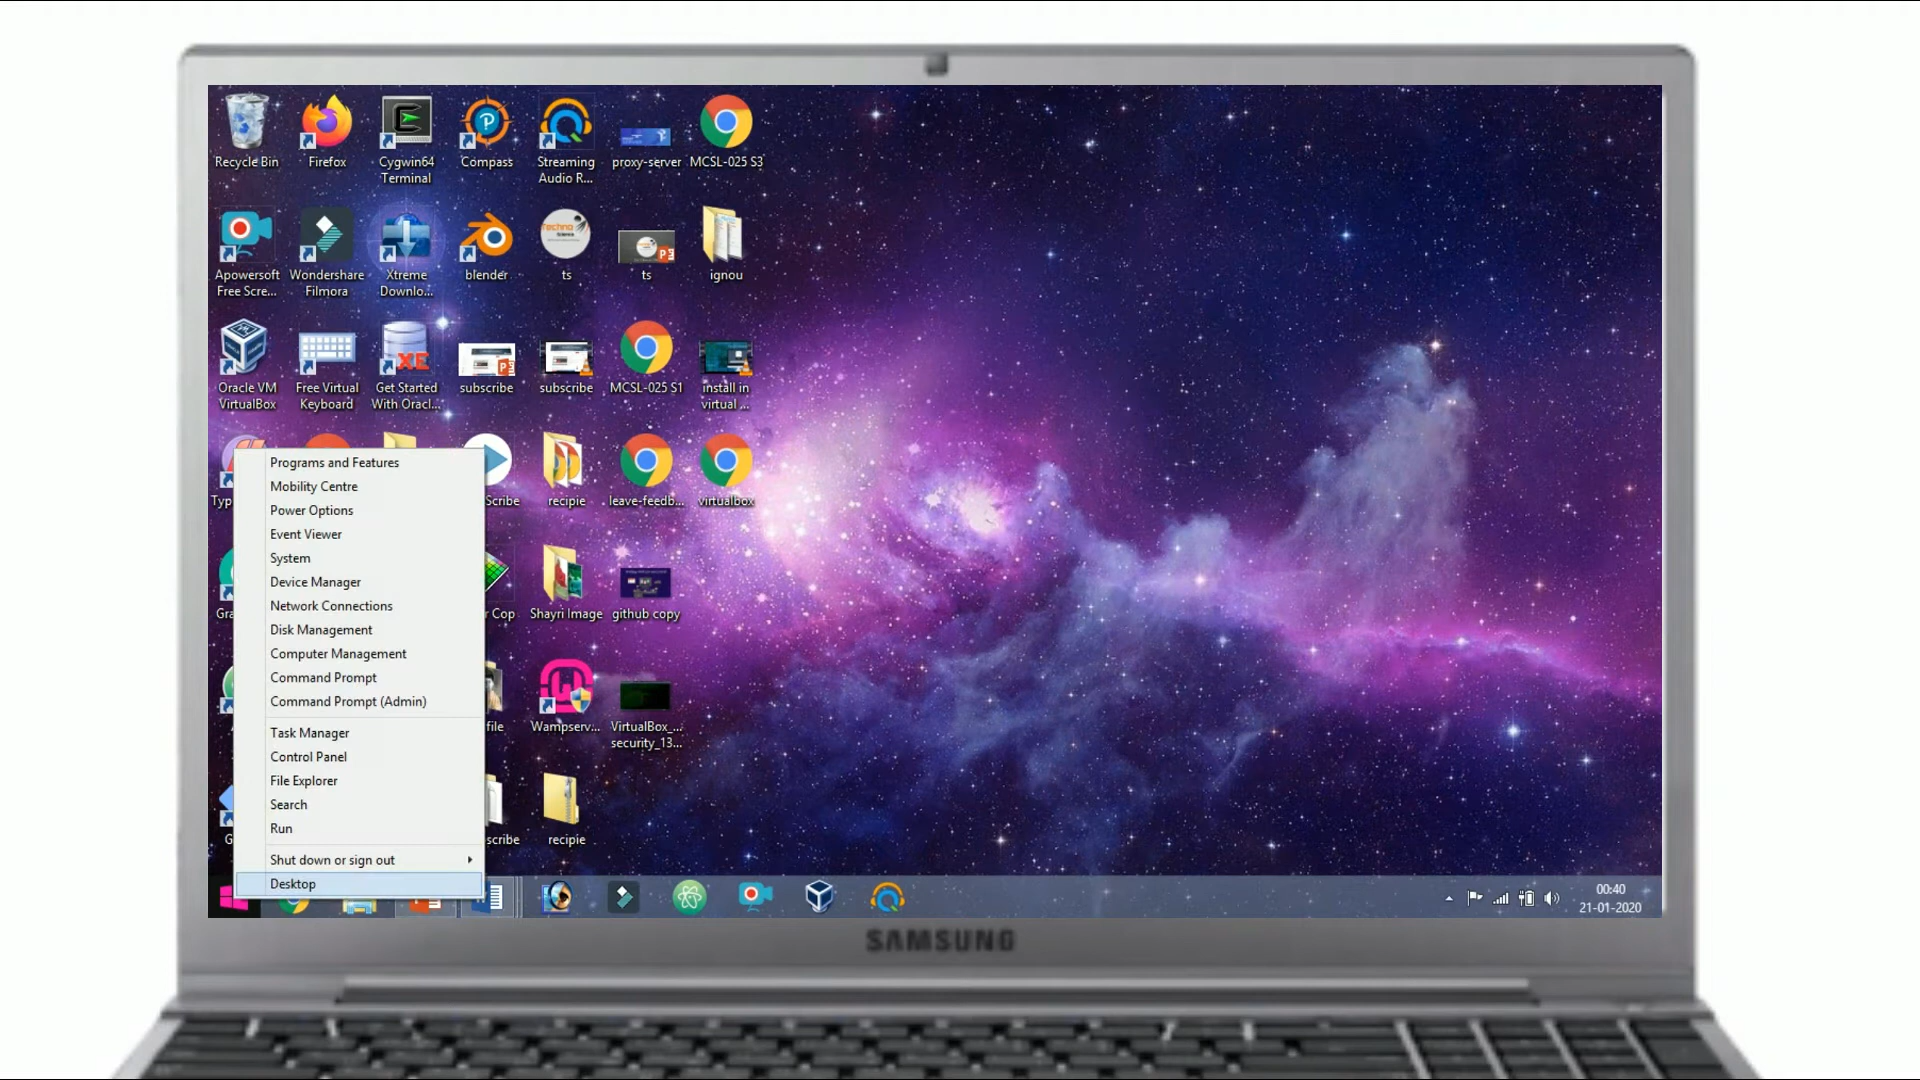 Recycle Bin
Firefox
Cygwin64
Terminal
Compass
Streaming
Audio R...
proxy-server
MCSL-025 S3
Apowersoft
Free Scre...
Wondershare
Filmora
Xtreme
Downlo...
blender
ts
ts
ignou
Oracle VM
VirtualBox
Free Virtual
Keyboard
Get Started
With Oracl...
XE
subscribe
subscribe
MCSL-025 S1
install in
virtual ...
Typ
Scribe
recipie
leave-feedb...
virtualbox
Gra
r Cop
Shayri Image
github copy
file
Wampserv...
VirtualBox_...
security_13...
G
scribe
recipie
Programs and Features
Mobility Centre
Power Options
Event Viewer
System
Device Manager
Network Connections
Disk Management
Computer Management
Command Prompt
Command Prompt (Admin)
Task Manager
Control Panel
File Explorer
Search
Run
Shut down or sign out
Desktop
00:40
21-01-2020
SAMSUNG